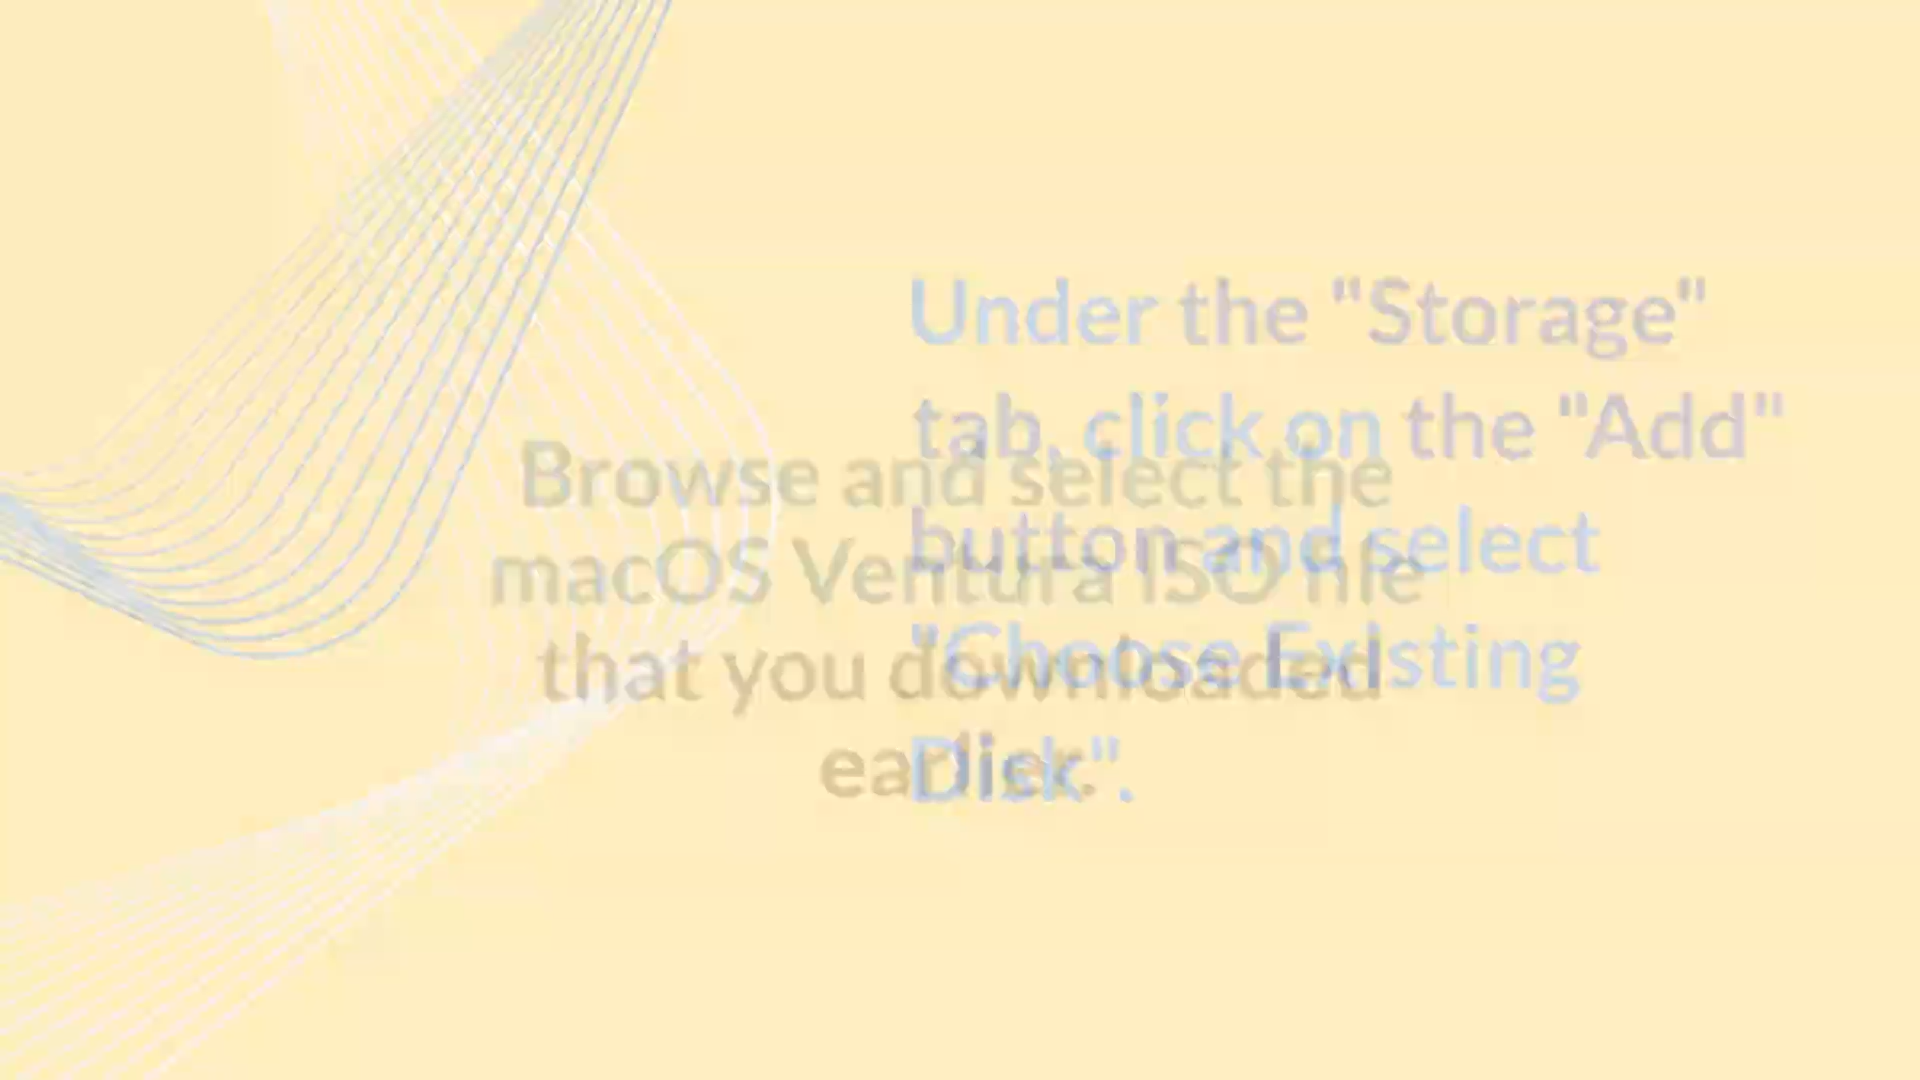 Under the "Storage"
tab, click on the "Add"
button and select
"Choose Existing
Disk".
Browse and select the
macOS Ventura ISO file
that you downloaded
earlier.